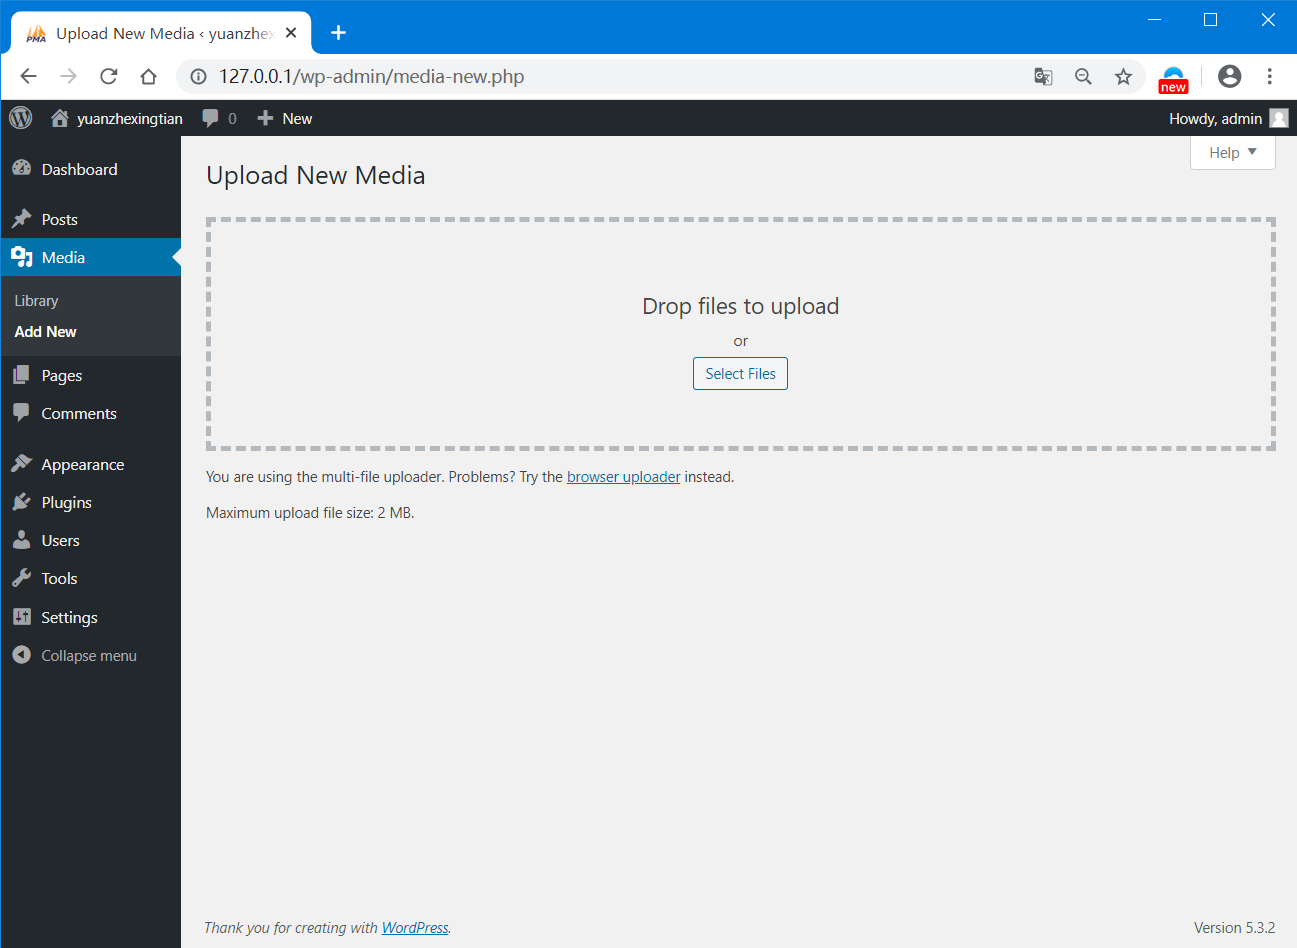 PMA Upload New Media ‹ yuanzhex
127.0.0.1/wp-admin/media-new.php
new
yuanzhexingtian 0 New Howdy, admin
Help
Dashboard
Posts
Media
Library
Add New
Pages
Comments
Appearance
Plugins
Users
Tools
Settings
Collapse menu
Upload New Media
Drop files to upload
or
Select Files
You are using the multi-file uploader. Problems? Try the browser uploader instead.
Maximum upload file size: 2 MB.
Thank you for creating with WordPress. Version 5.3.2